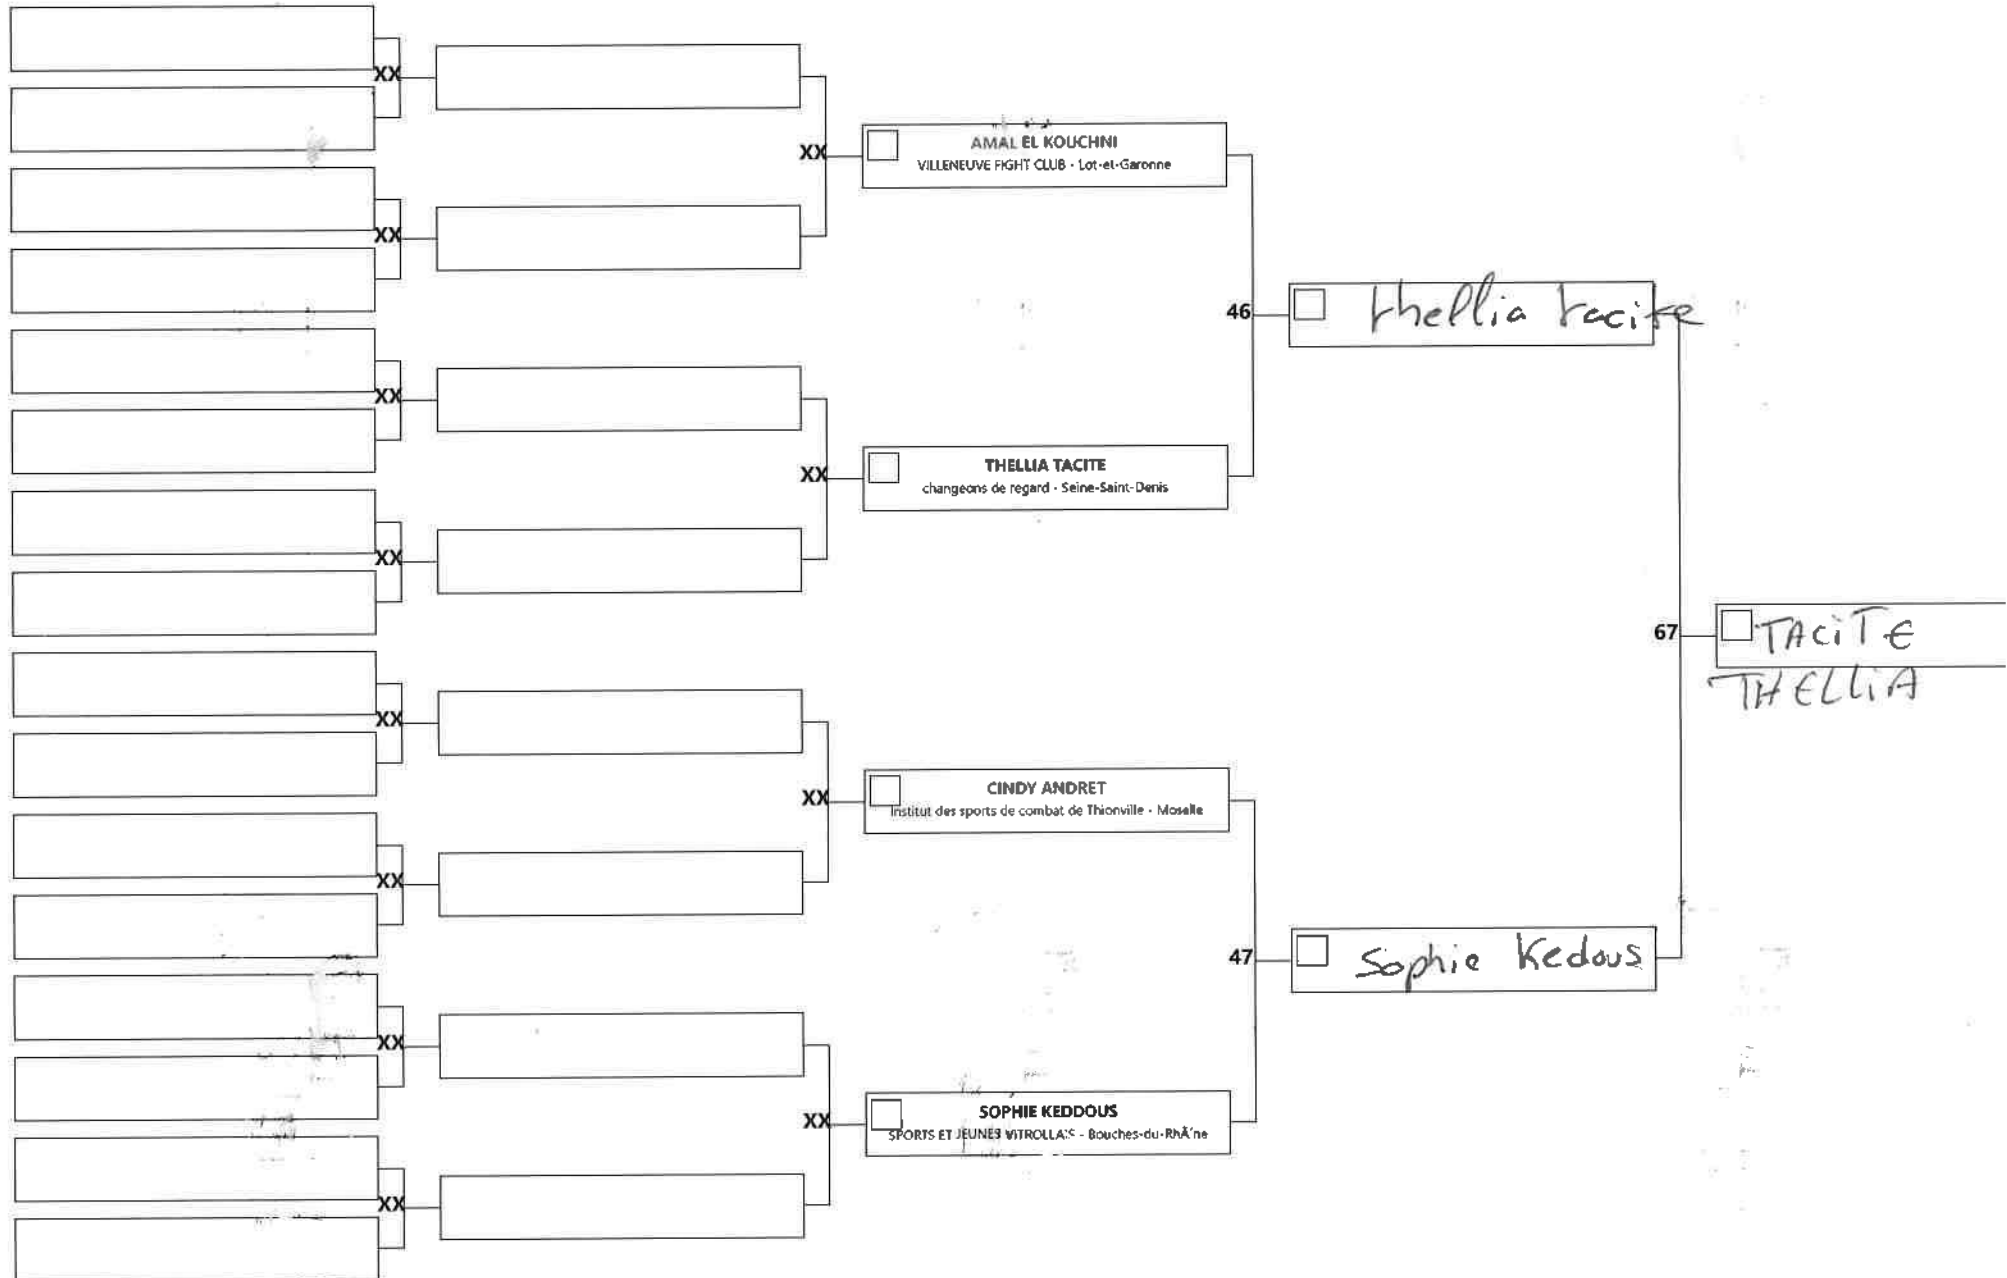 XX
XX
AMAL EL KOUCHNI
VILLENEUVE FIGHT CLUB - Lot-et-Garonne
XX
46
thellia tacite
XX
THELLIA TACITE
changeons de regard - Seine-Saint-Denis
XX
XX
67
TACITE
THELLIA
XX
CINDY ANDRET
Institut des sports de combat de Thionville - Moselle
XX
XX
47
Sophie Kedous
XX
SOPHIE KEDDOUS
SPORTS ET JEUNES VITROLLAIS - Bouches-du-RhÃ´ne
XX
XX